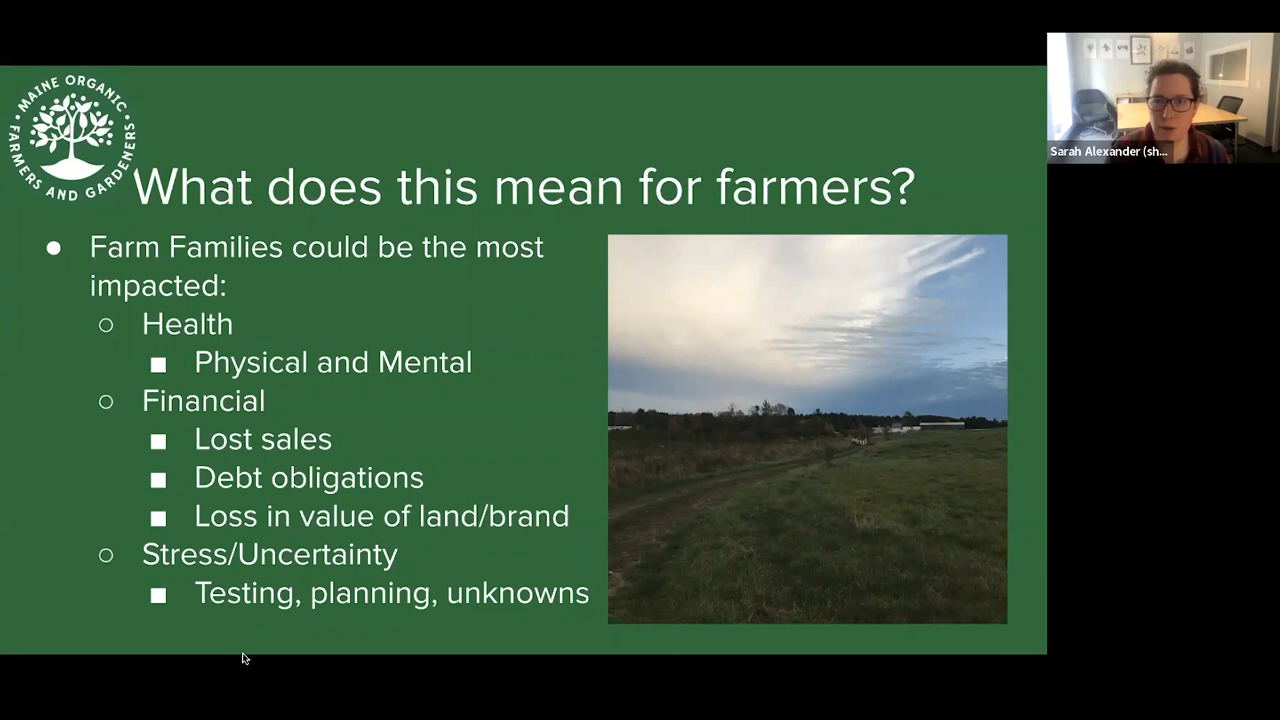 MAINE ORGANIC
FARMERS AND GARDENERS
What does this mean for farmers?
● Farm Families could be the most
impacted:
○ Health
■ Physical and Mental
○ Financial
■ Lost sales
■ Debt obligations
■ Loss in value of land/brand
○ Stress/Uncertainty
■ Testing, planning, unknowns
Sarah Alexander (sh...